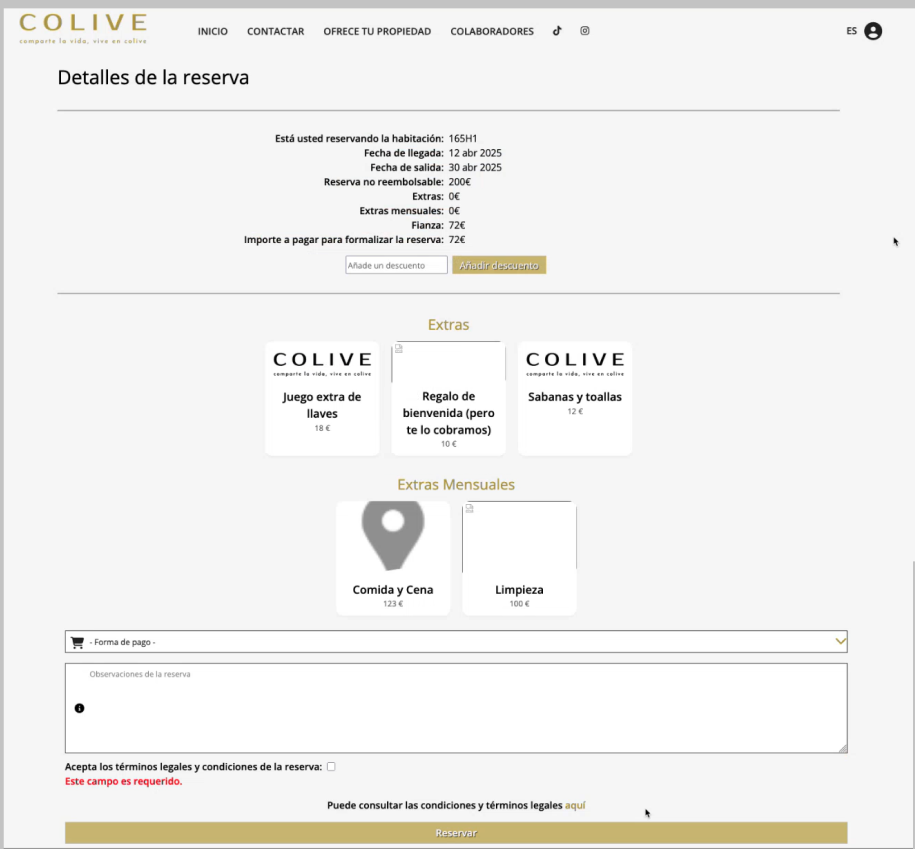 COLIVE
comparte la vida, vive en colive
INICIO CONTACTAR OFRECE TU PROPIEDAD COLABORADORES ES
Detalles de la reserva
Está usted reservando la habitación: 165H1
Fecha de llegada: 12 abr 2025
Fecha de salida: 30 abr 2025
Reserva no reembolsable: 200€
Extras: 0€
Extras mensuales: 0€
Fianza: 72€
Importe a pagar para formalizar la reserva: 72€
Añade un descuento Añadir descuento
Extras
COLIVE
comparte la vida, vive en colive
Juego extra de
llaves
18 €
Regalo de
bienvenida (pero
te lo cobramos)
10 €
COLIVE
comparte la vida, vive en colive
Sabanas y toallas
12 €
Extras Mensuales
Comida y Cena
123 €
Limpieza
100 €
- Forma de pago -
Observaciones de la reserva
Acepta los términos legales y condiciones de la reserva:
Este campo es requerido.
Puede consultar las condiciones y términos legales aquí
Reservar